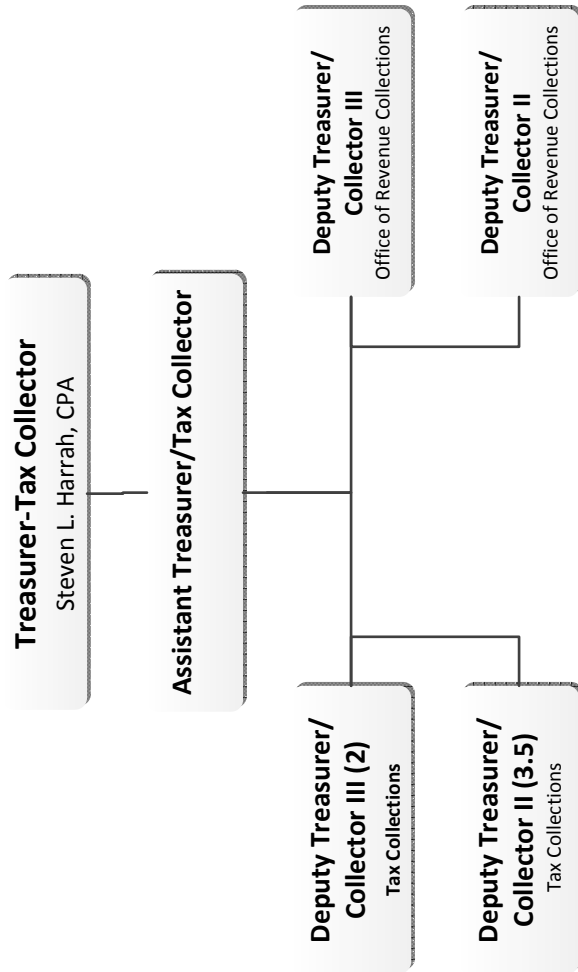 Treasurer-Tax Collector
Steven L. Harrah, CPA
Assistant Treasurer/Tax Collector
Deputy Treasurer/
Collector III (2)
Tax Collections
Deputy Treasurer/
Collector III
Office of Revenue Collections
Deputy Treasurer/
Collector II (3.5)
Tax Collections
Deputy Treasurer/
Collector II
Office of Revenue Collections